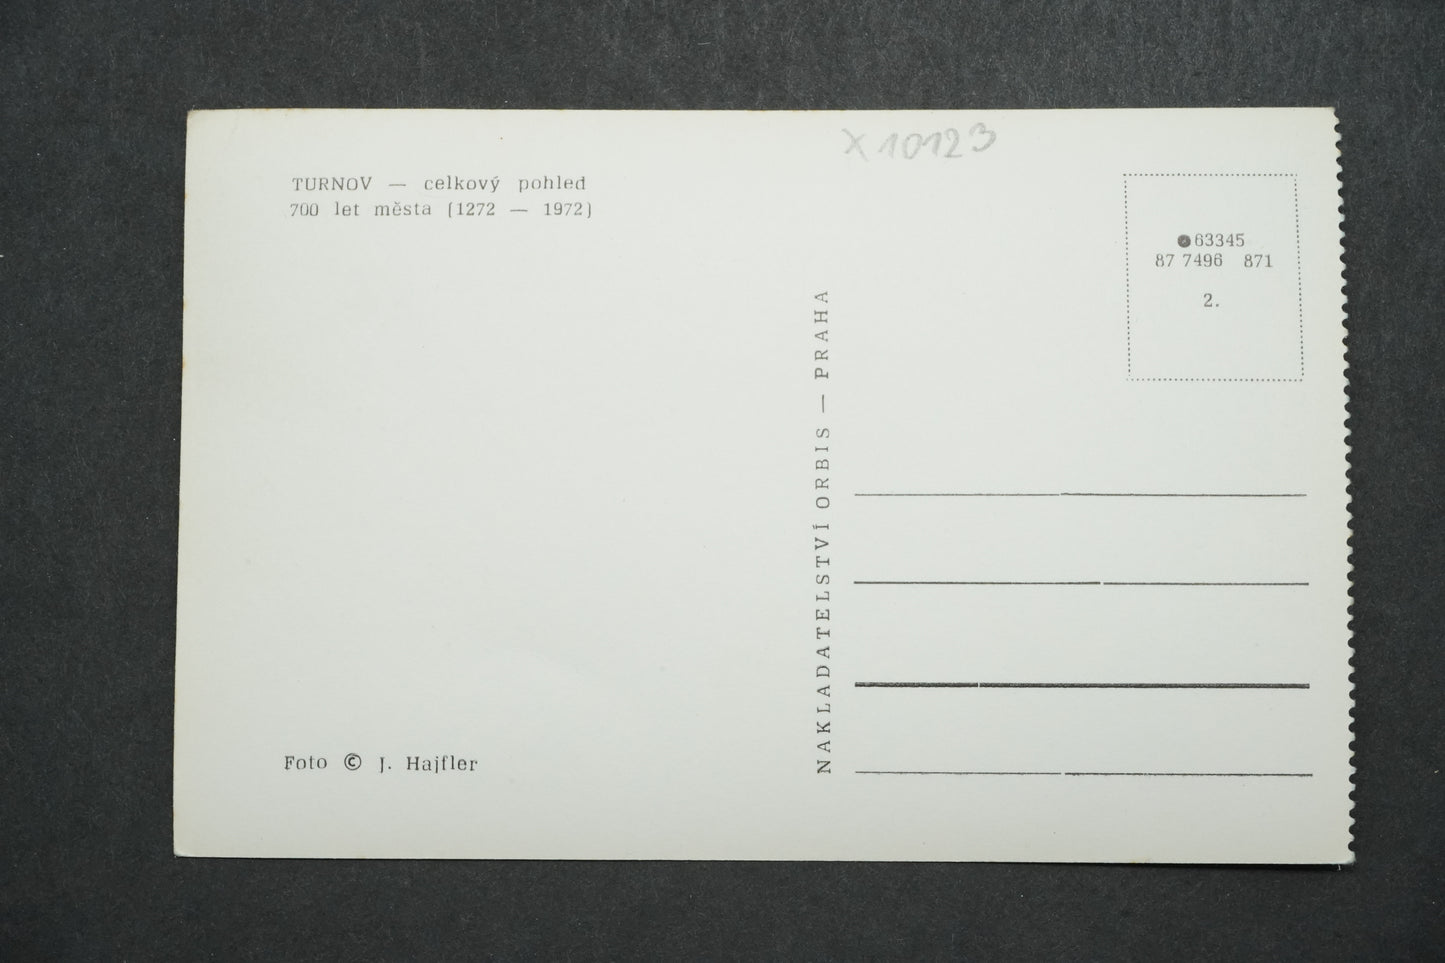 TURNOV — celkový pohled
700 let města (1272 — 1972)
X10123
●63345
87 7496 871
2.
NAKLADATELSTVÍ ORBIS — PRAHA
Foto © J. Hajfler